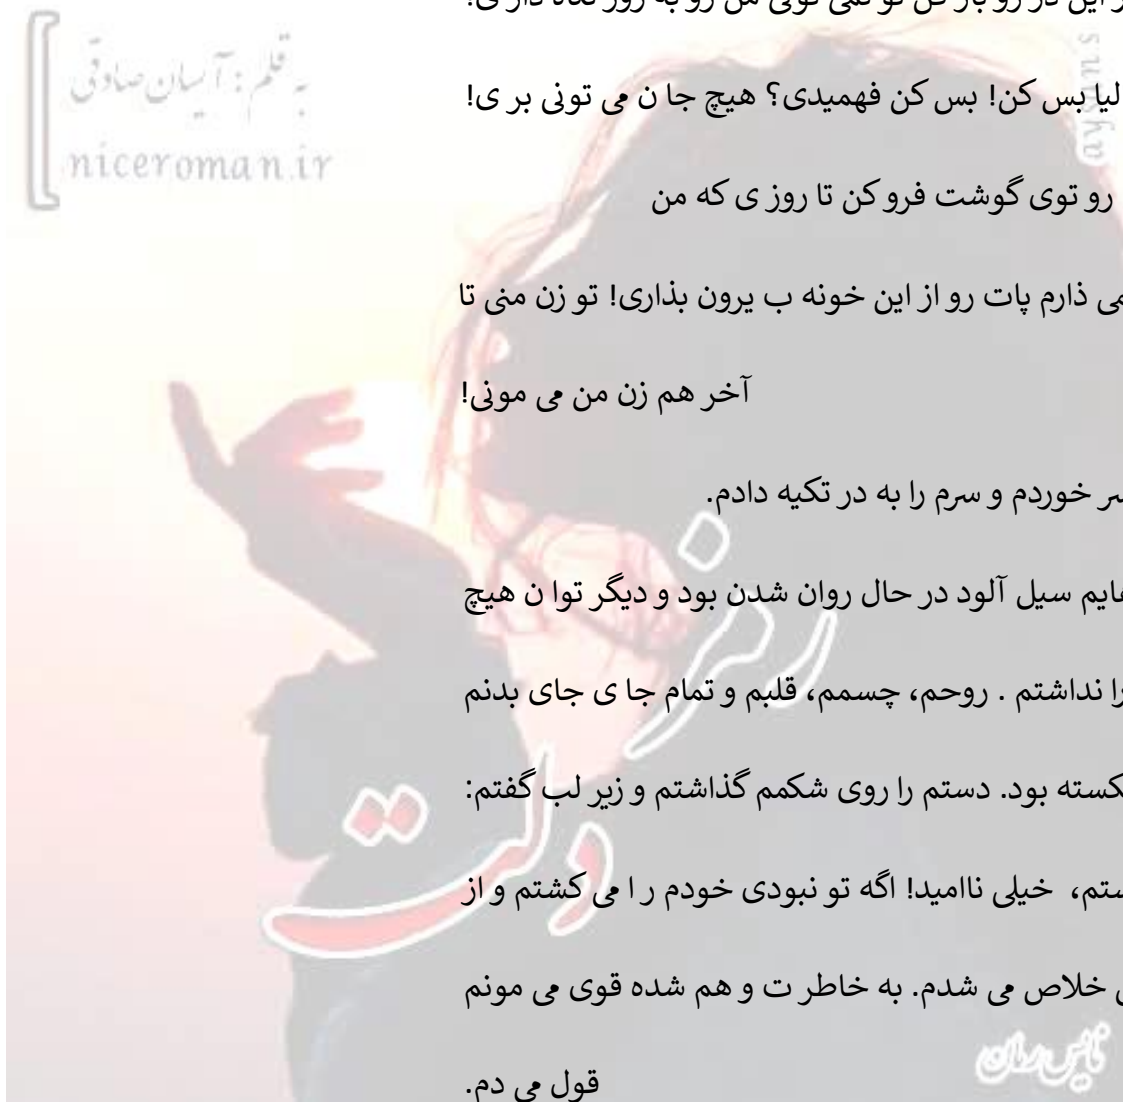 به قلم : آیسان صادقی
niceroman.ir
این در رو باز کن تو نمی تونی من رو به زور نگه دار ی!
لیا بس کن! بس کن فهمیدی؟ هیچ جا ن می تونی بر ی!
رو توی گوشت فرو کن تا روز ی که من
ذارم پات رو از این خونه ب یرون بذاری! تو زن منی تا
آخر هم زن من می مونی!
خوردم و سرم را به در تکیه دادم.
سیل آلود در حال روان شدن بود و دیگر توا ن هیچ
را نداشتم . روحم، چسمم، قلبم و تمام جا ی جای بدنم
بود. دستم را روی شکمم گذاشتم و زیر لب گفتم:
خیلی ناامید! اگه تو نبودی خودم ر ا می کشتم و از
خلاص می شدم. به خاطر ت و هم شده قوی می مونم
قول می دم.
رمز
دلت
نایس رمان